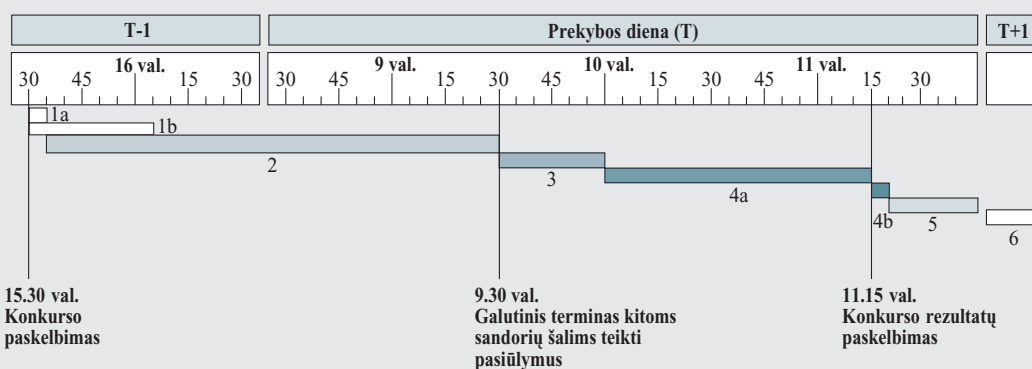 T-1
Prekybos diena (T)
T+1
30 45 16 val. 15 30
30 45 9 val. 15 30 45 10 val. 15 30 45 11 val. 15 30
1a
1b
2
3
4a
4b
5
6
15.30 val.
Konkurso
paskelbimas
9.30 val.
Galutinis terminas kitoms
sandorių šalims teikti
pasiūlymus
11.15 val.
Konkurso rezultatų
paskelbimas